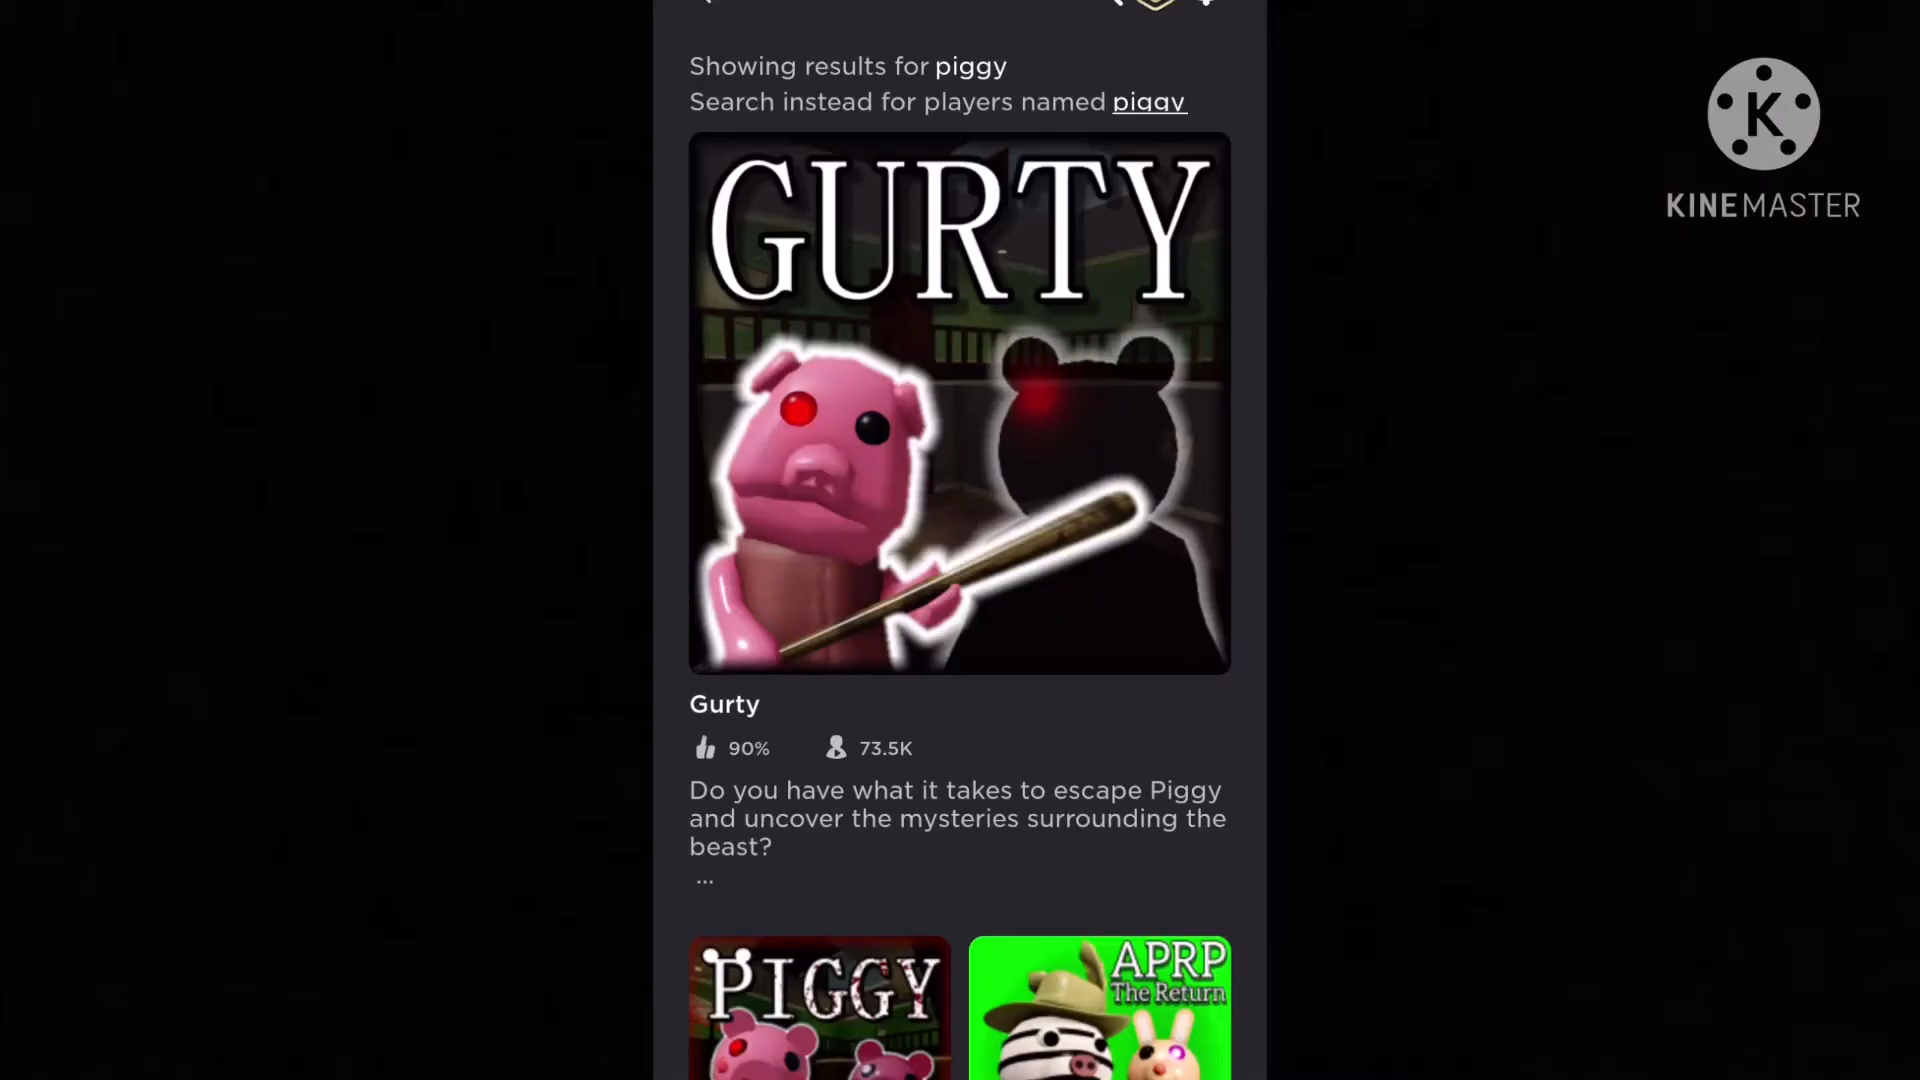 Showing results for piggy
Search instead for players named piggy
GURTY
Gurty
90% 73.5K
Do you have what it takes to escape Piggy
and uncover the mysteries surrounding the
beast?
...
PIGGY
APRP
The Return
K
KINEMASTER